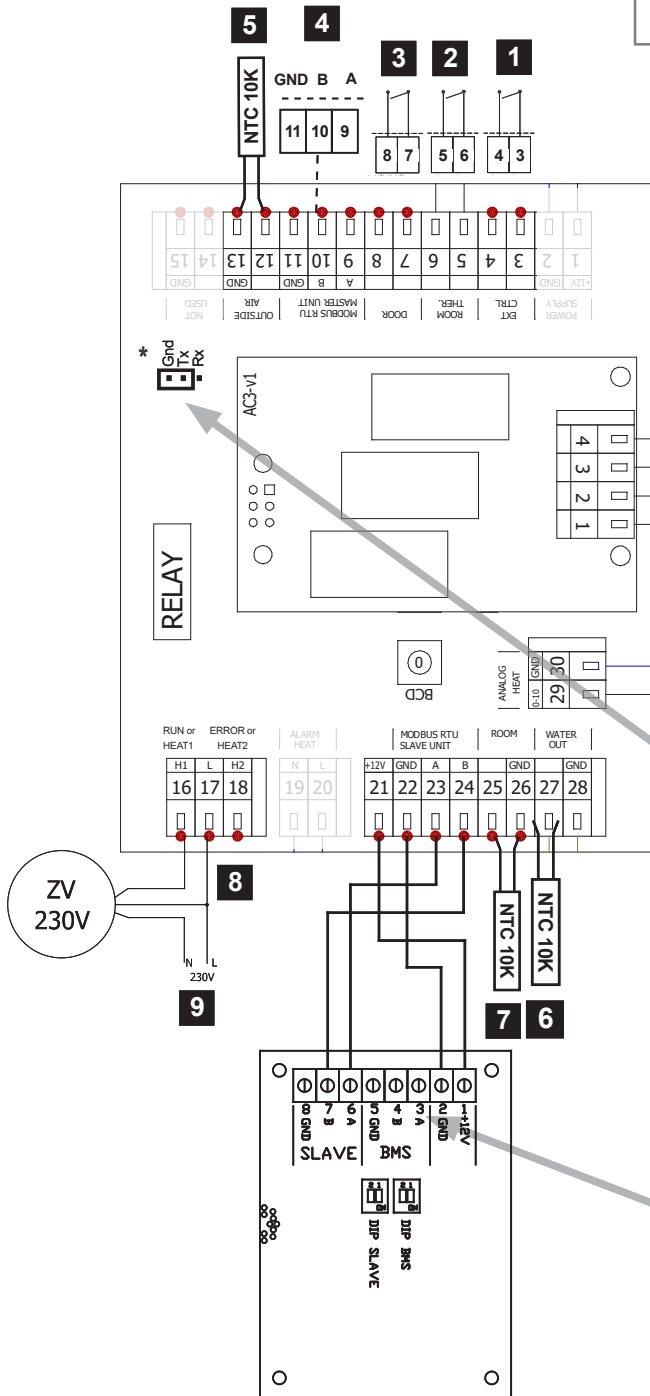 5 4
3 2 1
NTC 10K
GND B A
11 10 9
8 7
5 6
4 3
15 14 13 12 11 10 9 8 7 6 5 4 3 2 1
GND
GND
GND B A
GND +12V
NOT USED
OUTSIDE AIR
MODBUS RTU MASTER UNIT
DOOR
ROOM THER.
EXT CTRL
POWER SUPPLY
*
Gnd
Tx
Rx
AC3-v1
4
3
2
1
RELAY
0
BCD
ANALOG
HEAT
0-10 GND
29 30
RUN or ERROR or
HEAT1 HEAT2
ALARM
HEAT
MODBUS RTU
SLAVE UNIT
ROOM
WATER
OUT
H1 L H2
N L
+12V GND A B GND GND
16 17 18
19 20
21 22 23 24 25 26 27 28
ZV
230V
8
N L
230V
9
NTC 10K
NTC 10K
7 6
8 7 6 5 4 3 2 1
GND B A GND B A GND +12V
SLAVE BMS
2 1
ON
2 1
ON
DIP SLAVE
DIP BMS